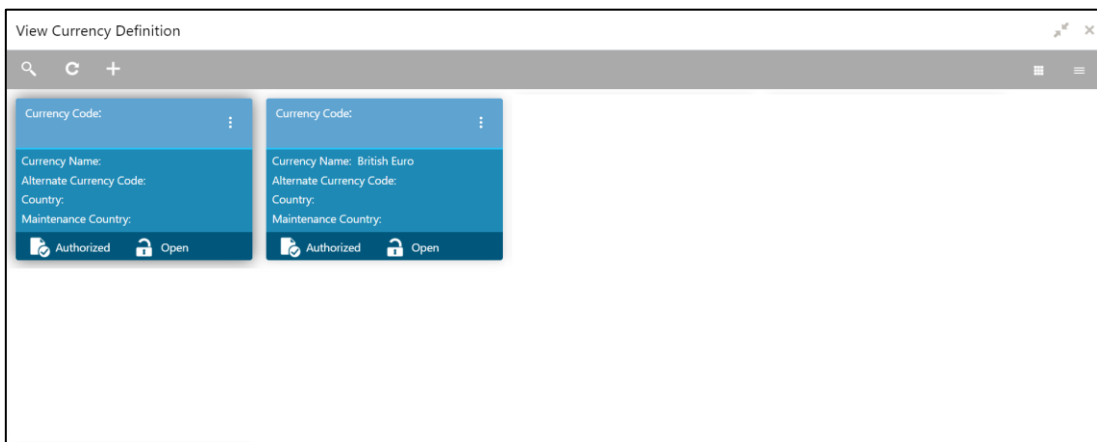 View Currency Definition
Currency Code:
Currency Name:
Alternate Currency Code:
Country:
Maintenance Country:
Authorized Open
Currency Code:
Currency Name: British Euro
Alternate Currency Code:
Country:
Maintenance Country:
Authorized Open